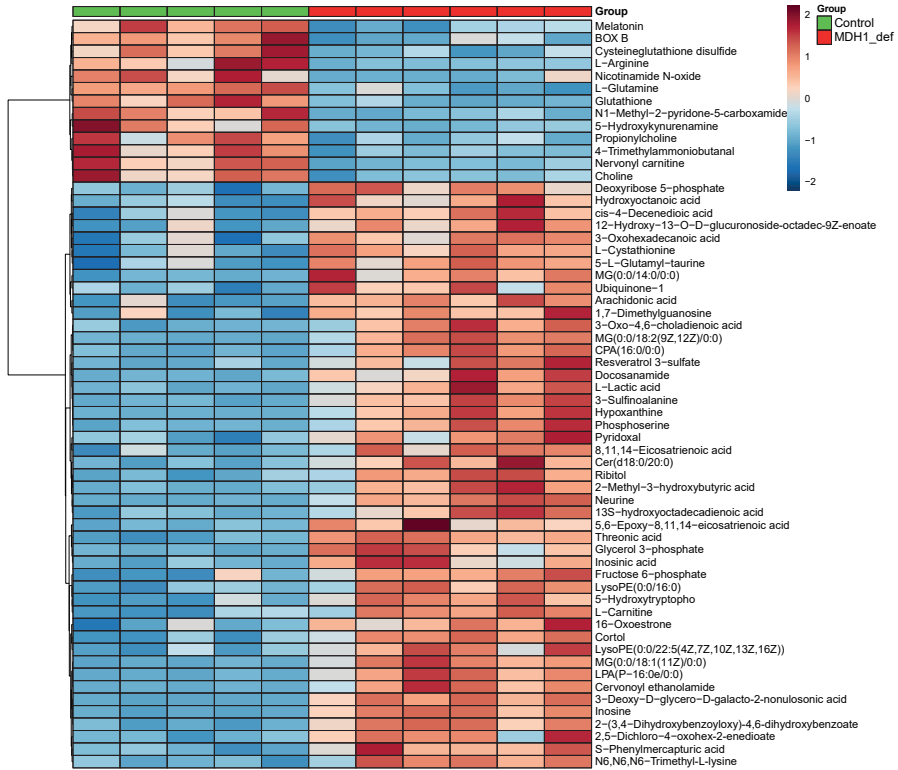 Group
Melatonin
BOX B
Cysteineglutathione disulfide
L−Arginine
Nicotinamide N−oxide
L−Glutamine
Glutathione
N1−Methyl−2−pyridone−5−carboxamide
5−Hydroxykynurenamine
Propionylcholine
4−Trimethylammoniobutanal
Nervonyl carnitine
Choline
Deoxyribose 5−phosphate
Hydroxyoctanoic acid
cis−4−Decenedioic acid
12−Hydroxy−13−O−D−glucuronoside−octadec−9Z−enoate
3−Oxohexadecanoic acid
L−Cystathionine
5−L−Glutamyl−taurine
MG(0:0/14:0/0:0)
Ubiquinone−1
Arachidonic acid
1,7−Dimethylguanosine
3−Oxo−4,6−choladienoic acid
MG(0:0/18:2(9Z,12Z)/0:0)
CPA(16:0/0:0)
Resveratrol 3−sulfate
Docosanamide
L−Lactic acid
3−Sulfinoalanine
Hypoxanthine
Phosphoserine
Pyridoxal
8,11,14−Eicosatrienoic acid
Cer(d18:0/20:0)
Ribitol
2−Methyl−3−hydroxybutyric acid
Neurine
13S−hydroxyoctadecadienoic acid
5,6−Epoxy−8,11,14−eicosatrienoic acid
Threonic acid
Glycerol 3−phosphate
Inosinic acid
Fructose 6−phosphate
LysoPE(0:0/16:0)
5−Hydroxytryptopho
L−Carnitine
16−Oxoestrone
Cortol
LysoPE(0:0/22:5(4Z,7Z,10Z,13Z,16Z))
MG(0:0/18:1(11Z)/0:0)
LPA(P−16:0e/0:0)
Cervonoyl ethanolamide
3−Deoxy−D−glycero−D−galacto−2−nonulosonic acid
Inosine
2−(3,4−Dihydroxybenzoyloxy)−4,6−dihydroxybenzoate
2,5−Dichloro−4−oxohex−2−enedioate
S−Phenylmercapturic acid
N6,N6,N6−Trimethyl−L−lysine
2
1
0
−1
−2
Group
Control
MDH1_def